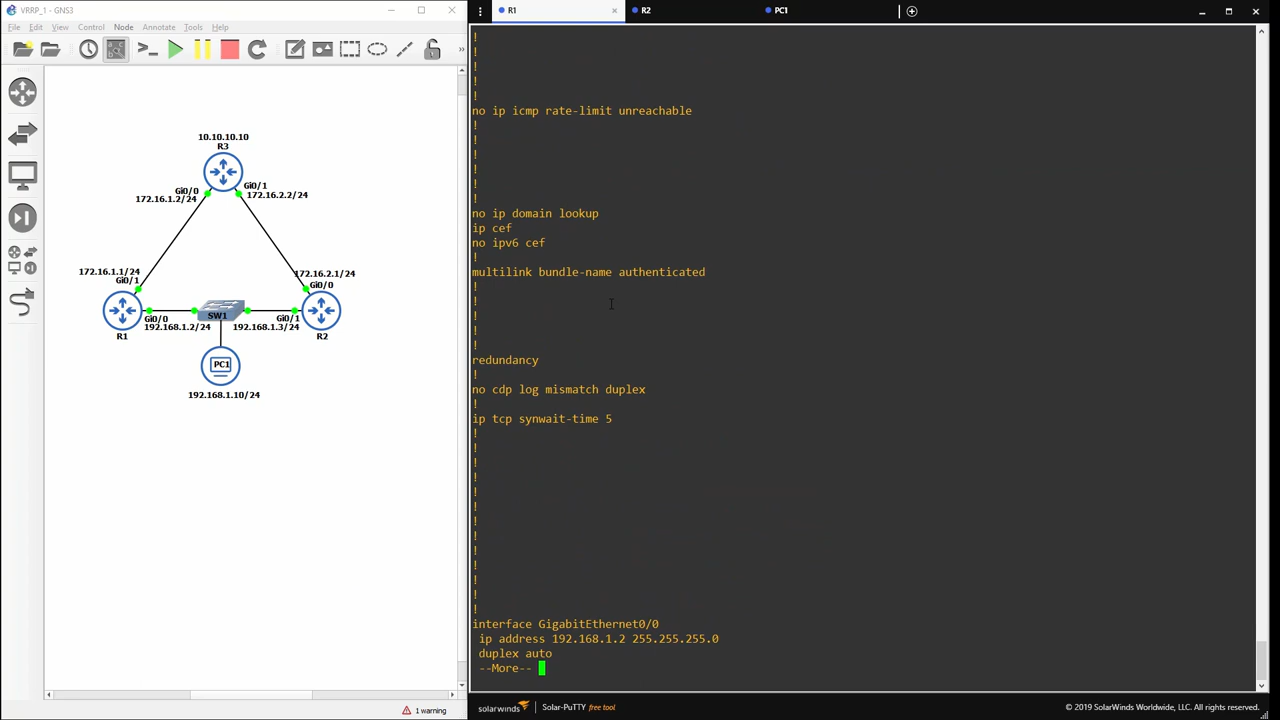 VRRP_1 - GNS3
File Edit View Control Node Annotate Tools Help
10.10.10.10
R3
Gi0/0
172.16.1.2/24
Gi0/1
172.16.2.2/24
172.16.1.1/24
Gi0/1
172.16.2.1/24
Gi0/0
SW1
Gi0/0
192.168.1.2/24
Gi0/1
192.168.1.3/24
R1
R2
PC1
192.168.1.10/24
1 warning
R1
R2
PC1
!
!
!
!
!
no ip icmp rate-limit unreachable
!
!
!
!
!
!
no ip domain lookup
ip cef
no ipv6 cef
!
multilink bundle-name authenticated
!
!
!
!
!
redundancy
!
no cdp log mismatch duplex
!
ip tcp synwait-time 5
!
!
!
!
!
!
!
!
!
!
!
!
!
interface GigabitEthernet0/0
ip address 192.168.1.2 255.255.255.0
duplex auto
--More--
solarwinds
Solar-PuTTY free tool
© 2019 SolarWinds Worldwide, LLC. All rights reserved.